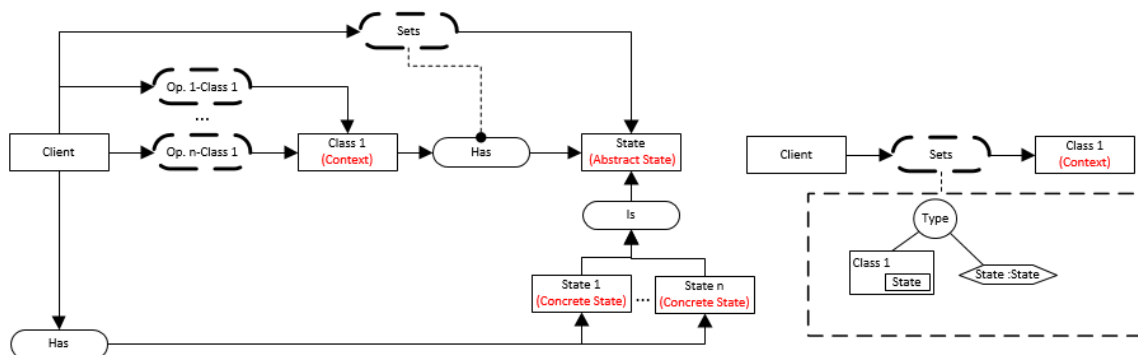 Sets
Op. 1-Class 1
...
Client
Op. n-Class 1
Class 1
(Context)
Has
State
(Abstract State)
Is
State 1
(Concrete State)
...
State n
(Concrete State)
Has
Client
Sets
Class 1
(Context)
Type
Class 1
State
State :State